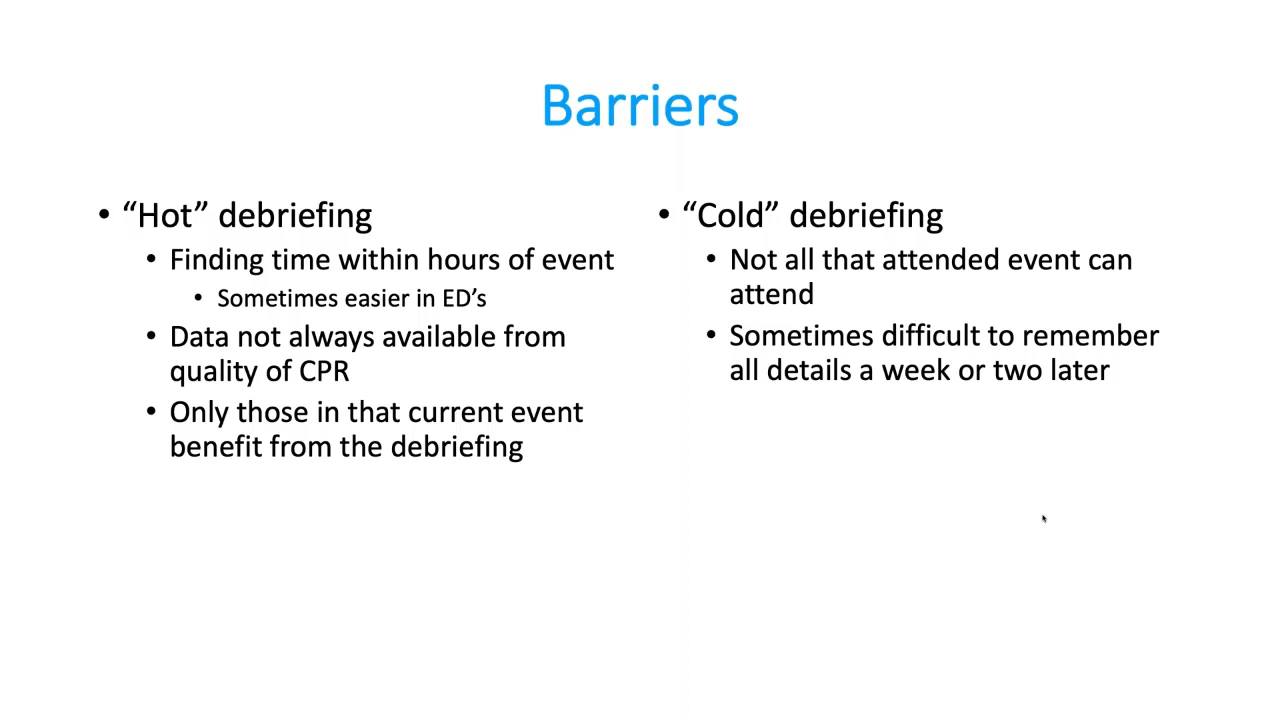 Barriers
• “Hot” debriefing
• Finding time within hours of event
• Sometimes easier in ED’s
• Data not always available from
quality of CPR
• Only those in that current event
benefit from the debriefing
• “Cold” debriefing
• Not all that attended event can
attend
• Sometimes difficult to remember
all details a week or two later